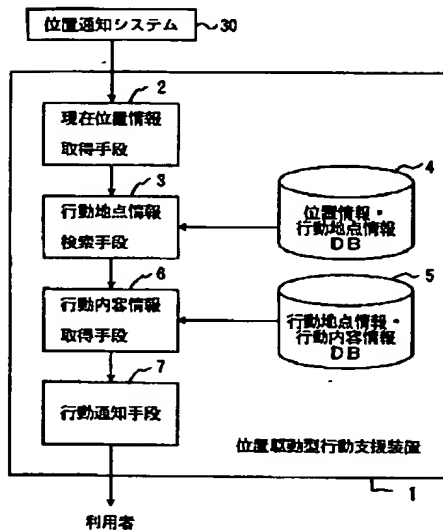 位置通知システム
30
2
現在位置情報
取得手段
3
行動地点情報
検索手段
4
位置情報・
行動地点情報
DB
6
行動内容情報
取得手段
5
行動地点情報・
行動内容情報
DB
7
行動通知手段
位置駆動型行動支援装置
1
利用者